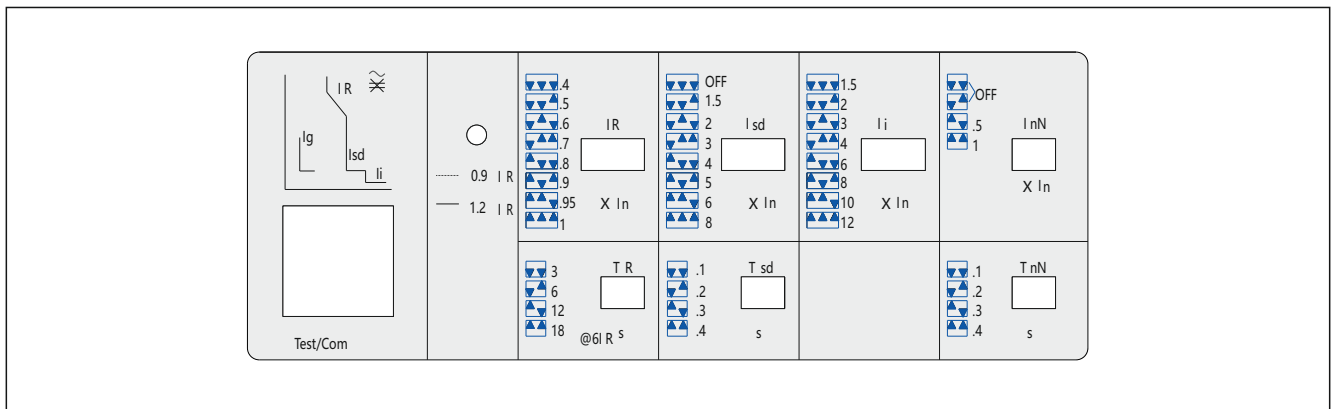 I R
Ig
Isd
Ii
Test/Com
0.9 I R
1.2 I R
.4
.5
.6
.7
.8
.9
.95
1
IR
X In
OFF
1.5
2
3
4
5
6
8
I sd
X In
1.5
2
3
4
6
8
10
12
I i
X In
OFF
.5
1
I nN
X In
3
6
12
18
T R
@6I R s
.1
.2
.3
.4
T sd
s
.1
.2
.3
.4
T nN
s